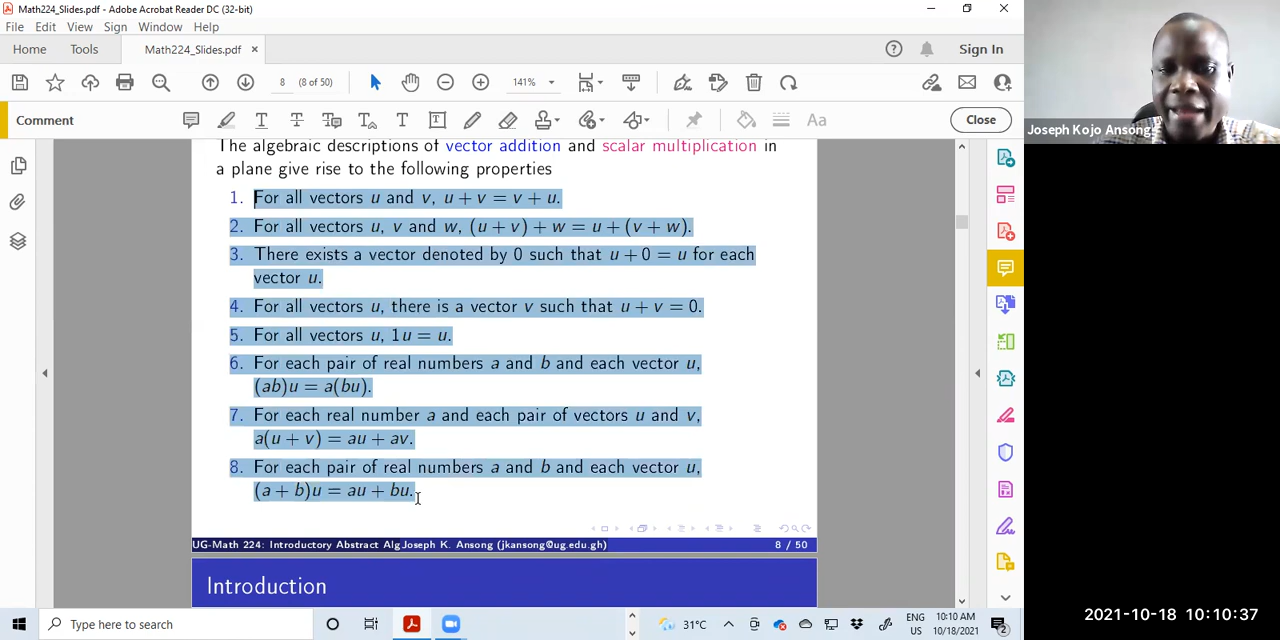 Math224_Slides.pdf - Adobe Acrobat Reader DC (32-bit)
File Edit View Sign Window Help
Home Tools Math224_Slides.pdf × Sign In
8 (8 of 50) 141%
Comment Aa Close
The algebraic descriptions of vector addition and scalar multiplication in
a plane give rise to the following properties
1. For all vectors u and v, u + v = v + u.
2. For all vectors u, v and w, (u + v) + w = u + (v + w).
3. There exists a vector denoted by 0 such that u + 0 = u for each
vector u.
4. For all vectors u, there is a vector v such that u + v = 0.
5. For all vectors u, 1u = u.
6. For each pair of real numbers a and b and each vector u,
(ab)u = a(bu).
7. For each real number a and each pair of vectors u and v,
a(u + v) = au + av.
8. For each pair of real numbers a and b and each vector u,
(a + b)u = au + bu.
UG-Math 224: Introductory Abstract Alg Joseph K. Ansong (jkansong@ug.edu.gh) 8 / 50
Introduction
Type here to search
31°C
ENG
US
10:10 AM
10/18/2021
2
Joseph Kojo Ansong
2021-10-18 10:10:37